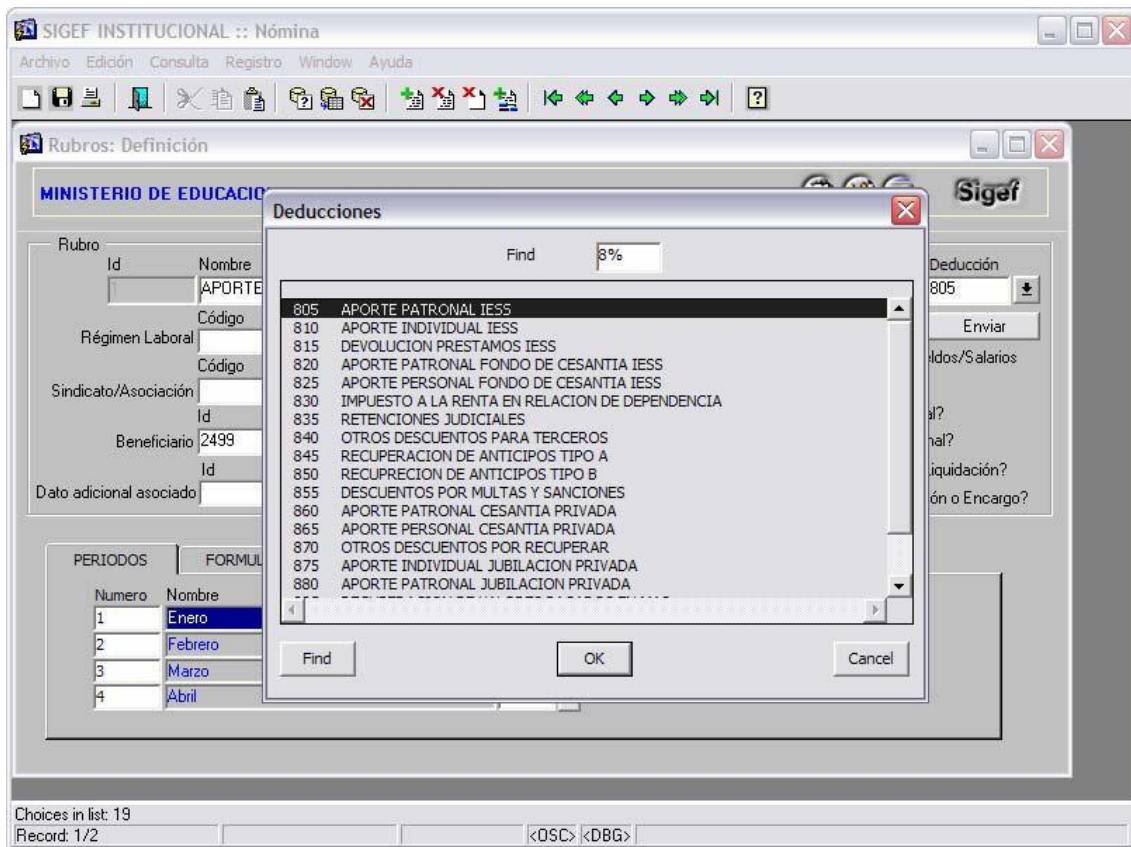 SIGEF INSTITUCIONAL :: Nómina
Archivo Edición Consulta Registro Window Ayuda
Rubros: Definición
MINISTERIO DE EDUCACIO
Sigef
Rubro
Id Nombre
1 APORTE
Código
Régimen Laboral
Código
Sindicato/Asociación
Id
Beneficiario 2499
Id
Dato adicional asociado
Deducción
805
Enviar
eldos/Salarios
al?
nal?
iquidación?
ón o Encargo?
Deducciones
Find 8%
805 APORTE PATRONAL IESS
810 APORTE INDIVIDUAL IESS
815 DEVOLUCION PRESTAMOS IESS
820 APORTE PATRONAL FONDO DE CESANTIA IESS
825 APORTE PERSONAL FONDO DE CESANTIA IESS
830 IMPUESTO A LA RENTA EN RELACION DE DEPENDENCIA
835 RETENCIONES JUDICIALES
840 OTROS DESCUENTOS PARA TERCEROS
845 RECUPERACION DE ANTICIPOS TIPO A
850 RECUPRECION DE ANTICIPOS TIPO B
855 DESCUENTOS POR MULTAS Y SANCIONES
860 APORTE PATRONAL CESANTIA PRIVADA
865 APORTE PERSONAL CESANTIA PRIVADA
870 OTROS DESCUENTOS POR RECUPERAR
875 APORTE INDIVIDUAL JUBILACION PRIVADA
880 APORTE PATRONAL JUBILACION PRIVADA
Find OK Cancel
PERIODOS FORMUL
Numero Nombre
1 Enero
2 Febrero
3 Marzo
4 Abril
Choices in list: 19
Record: 1/2 <OSC> <DBG>